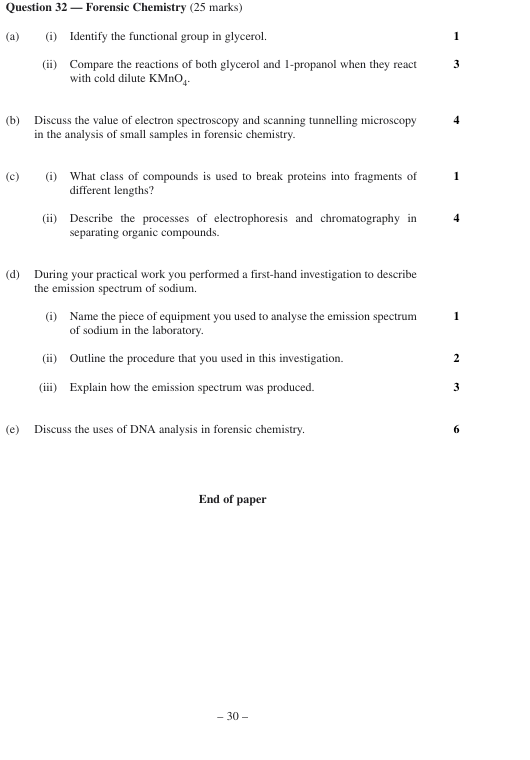 Question 32 — Forensic Chemistry (25 marks)
(a) (i) Identify the functional group in glycerol. 1
(ii) Compare the reactions of both glycerol and 1-propanol when they react 3
with cold dilute KMnO4.
(b) Discuss the value of electron spectroscopy and scanning tunnelling microscopy 4
in the analysis of small samples in forensic chemistry.
(c) (i) What class of compounds is used to break proteins into fragments of 1
different lengths?
(ii) Describe the processes of electrophoresis and chromatography in 4
separating organic compounds.
(d) During your practical work you performed a first-hand investigation to describe
the emission spectrum of sodium.
(i) Name the piece of equipment you used to analyse the emission spectrum 1
of sodium in the laboratory.
(ii) Outline the procedure that you used in this investigation. 2
(iii) Explain how the emission spectrum was produced. 3
(e) Discuss the uses of DNA analysis in forensic chemistry. 6
End of paper
– 30 –